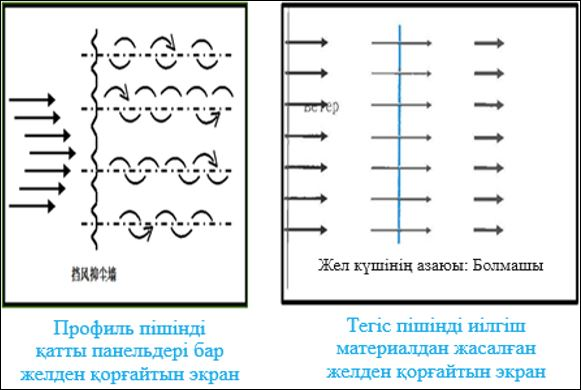 挡风抑尘墙
Профиль пішінді
қатты панельдері бар
желден қорғайтын экран
Ветер
Жел күшінің азаюы: Болмашы
Тегіс пішінді иілгіш
материалдан жасалған
желден қорғайтын экран